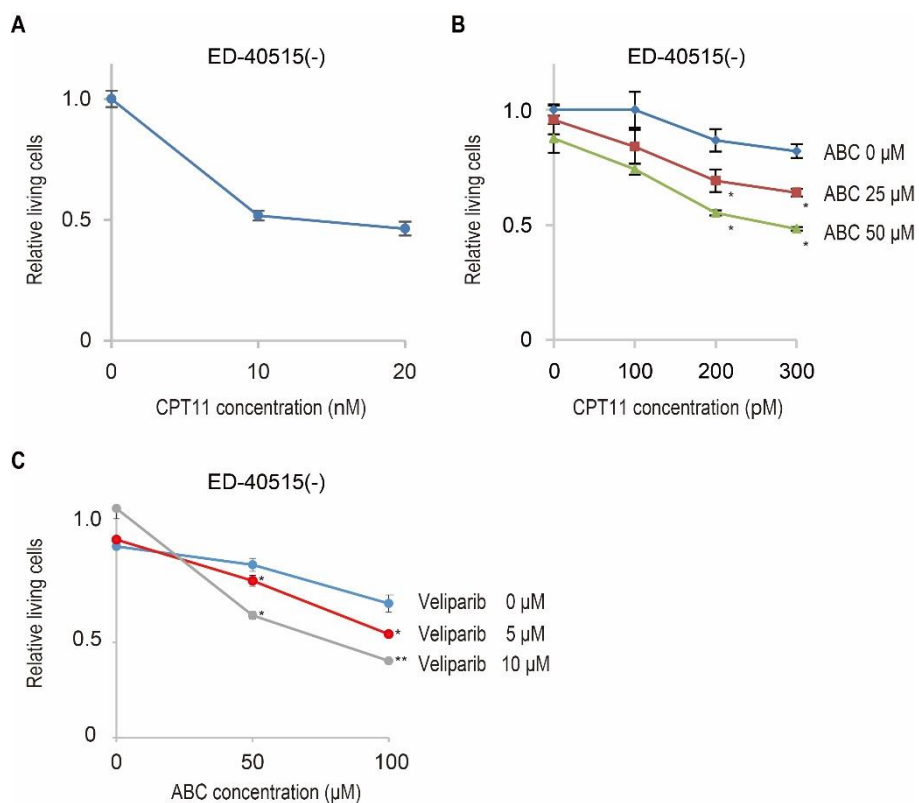 A
ED-40515(-)
1.0
0.5
0
Relative living cells
0
10
20
CPT11 concentration (nM)
B
ED-40515(-)
1.0
0.5
0
Relative living cells
ABC 0 µM
ABC 25 µM
ABC 50 µM
*
*
*
*
0
100
200
300
CPT11 concentration (pM)
C
ED-40515(-)
1.0
0.5
0
Relative living cells
*
*
*
**
Veliparib 0 µM
Veliparib 5 µM
Veliparib 10 µM
0
50
100
ABC concentration (µM)